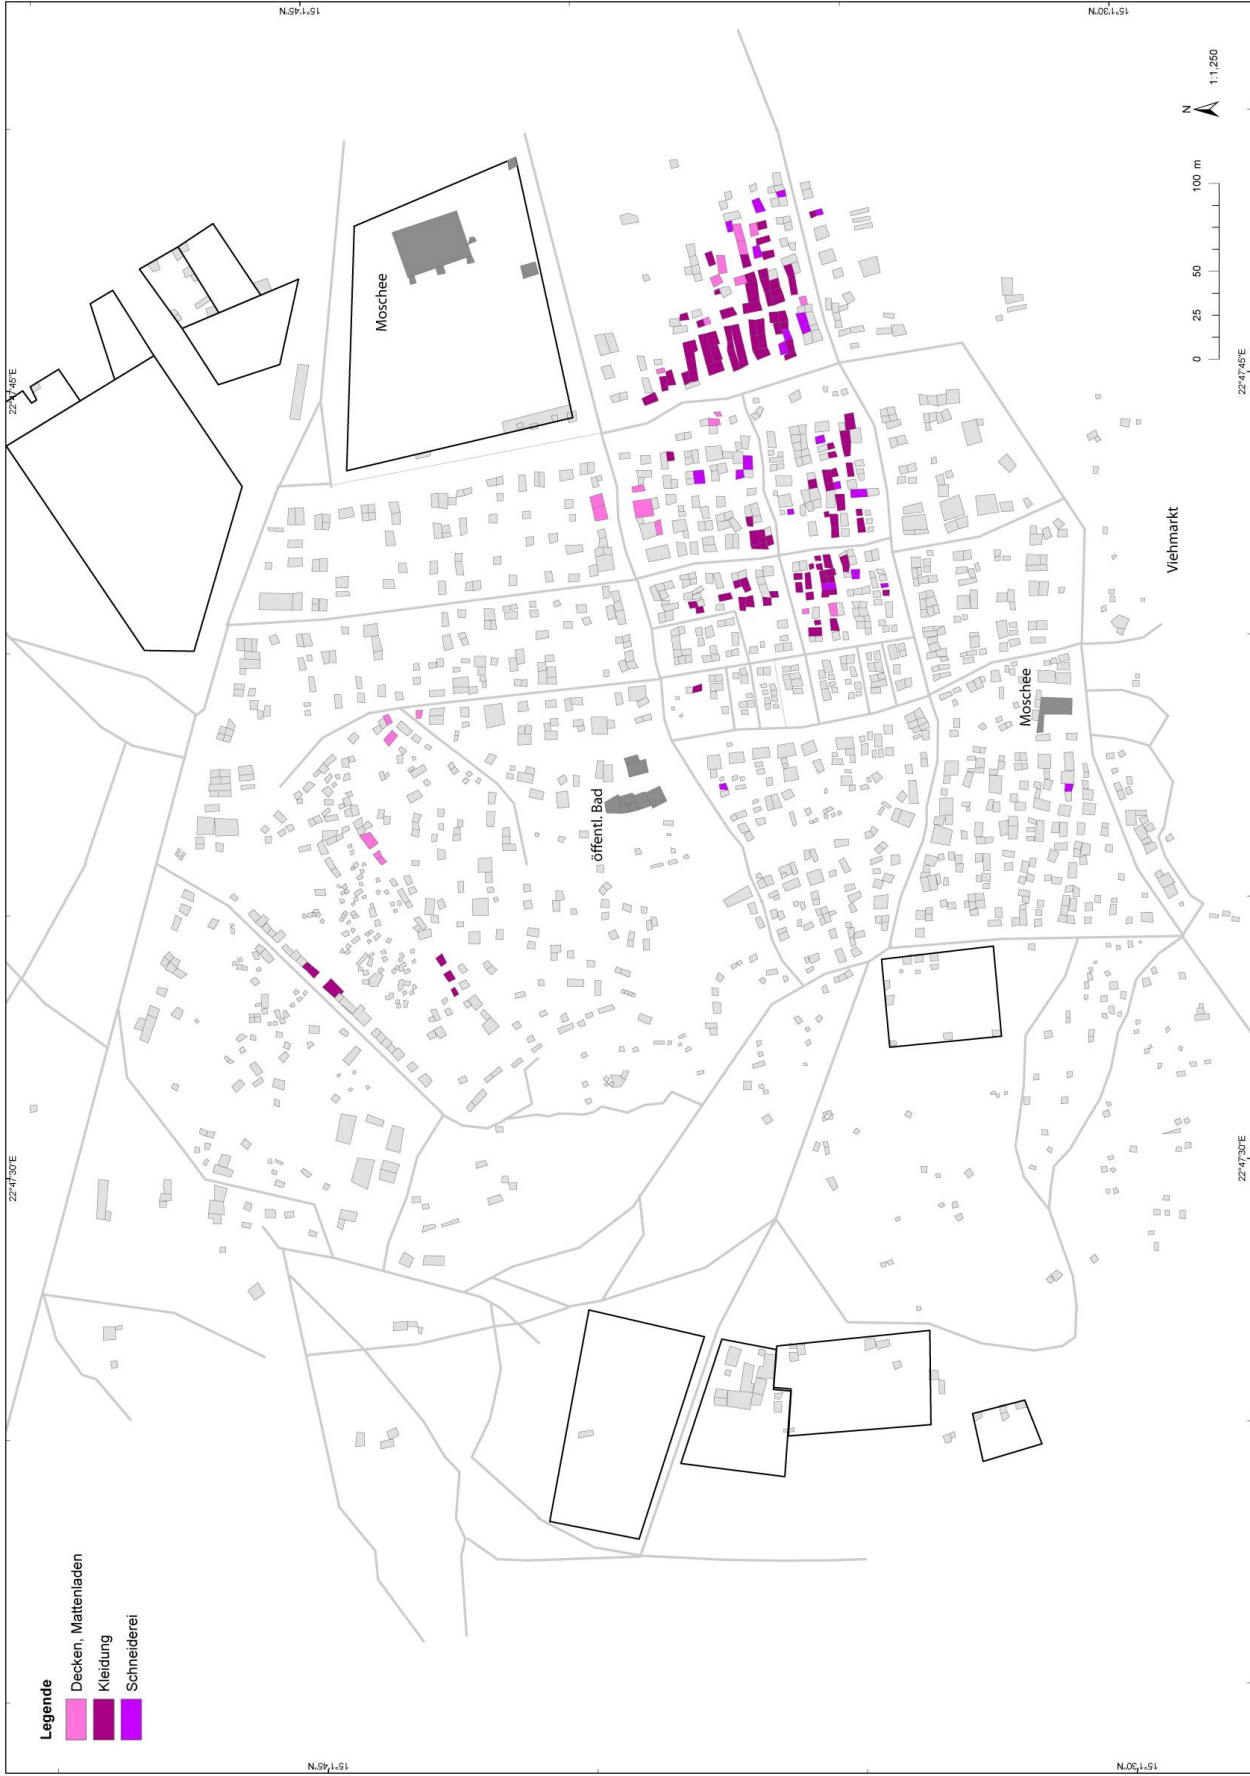 Legende
Decken, Mattenladen
Kleidung
Schneiderei
22°47'30"E
22°47'45"E
15°1'45"N
15°1'45"N
Moschee
öffentl. Bad
Moschee
Viehmarkt
15°1'30"N
15°1'30"N
22°47'30"E
22°47'45"E
N
1:1,250
0 25 50 100 m